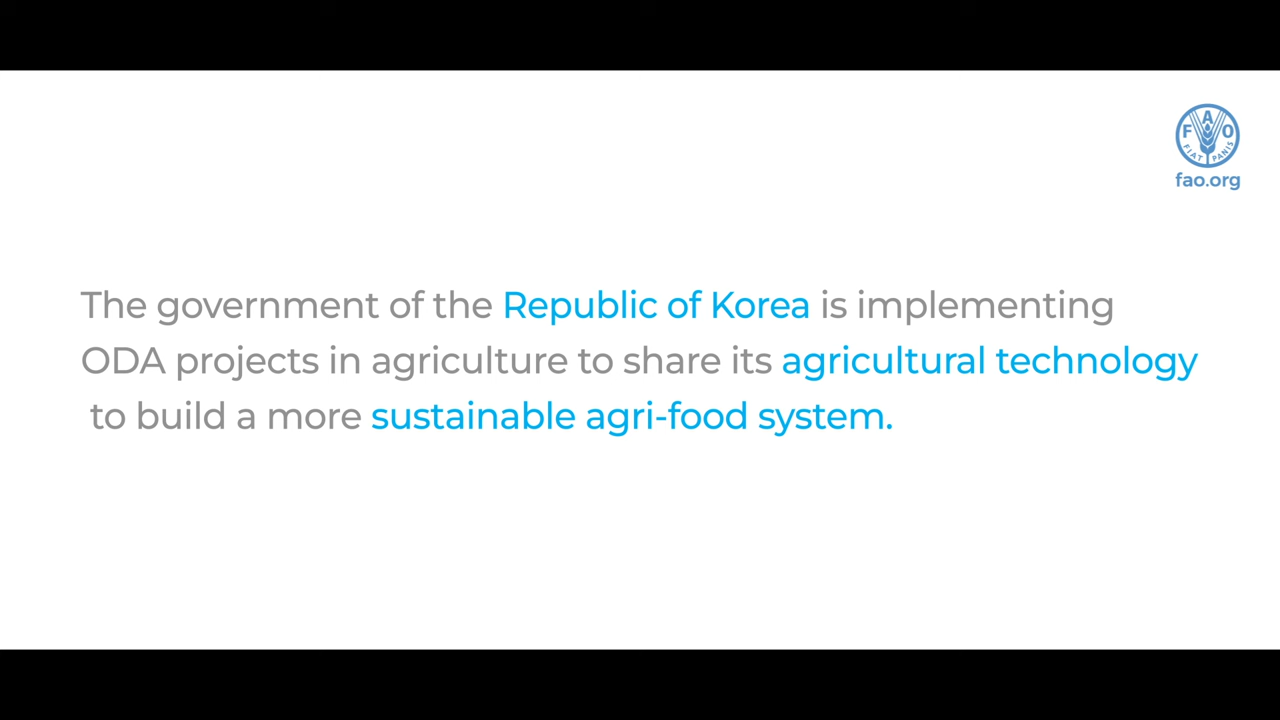 FAO
FIAT PANIS
fao.org
The government of the Republic of Korea is implementing
ODA projects in agriculture to share its agricultural technology
to build a more sustainable agri-food system.